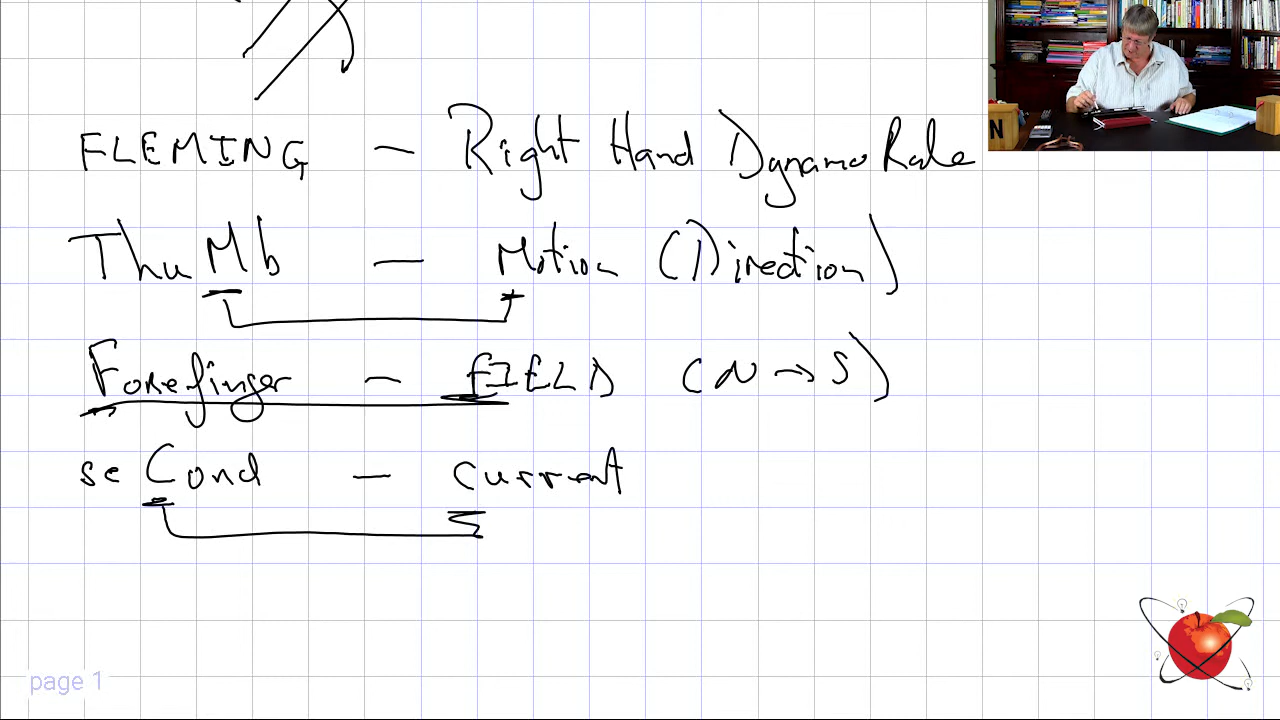 FLEMING - Right Hand Dynamo Rule
ThuMb - Motion (Direction)
Forefinger - FIELD (N → S)
seCond - current
page 1
N